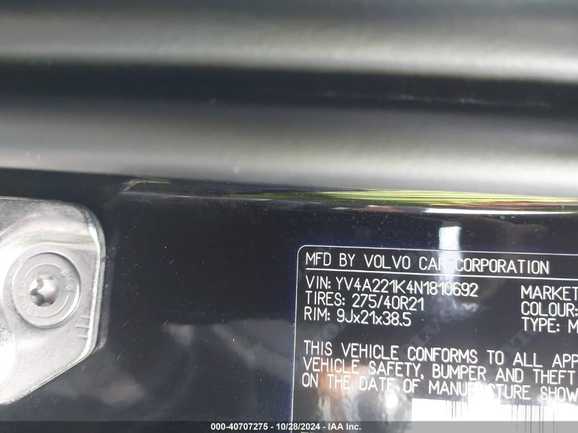 MFD BY VOLVO CAR CORPORATION
VIN: YV4A221K4N1810692
TIRES: 275/40R21
RIM: 9Jx21x38.5
MARKET
COLOUR:
TYPE: M
THIS VEHICLE CONFORMS TO ALL APP
SAFETY, BUMPER AND THEFT
ON THE DATE OF MANUFACTURE SHOW
000-40707275 - 10/28/2024 - IAA Inc.